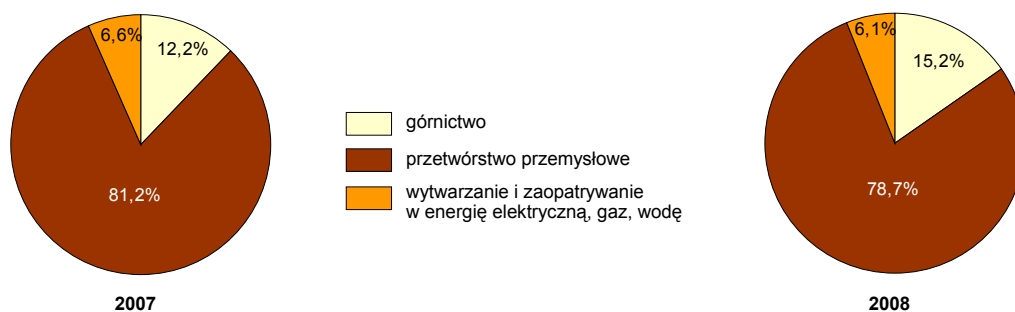 6,6%
12,2%
81,2%
2007
górnictwo
przetwórstwo przemysłowe
wytwarzanie i zaopatrywanie
w energię elektryczną, gaz, wodę
6,1%
15,2%
78,7%
2008